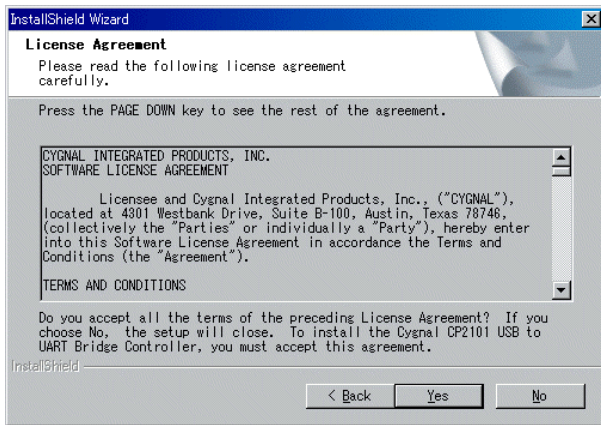 InstallShield Wizard
License Agreement
Please read the following license agreement
carefully.
Press the PAGE DOWN key to see the rest of the agreement.
CYGNAL INTEGRATED PRODUCTS, INC.
SOFTWARE LICENSE AGREEMENT
Licensee and Cygnal Integrated Products, Inc., ("CYGNAL"),
located at 4301 Westbank Drive, Suite B-100, Austin, Texas 78746,
(collectively the "Parties" or individually a "Party"), hereby enter
into this Software License Agreement in accordance the Terms and
Conditions (the "Agreement").
TERMS AND CONDITIONS
Do you accept all the terms of the preceding License Agreement?  If you
choose No,  the setup will close.  To install the Cygnal CP2101 USB to
UART Bridge Controller, you must accept this agreement.
InstallShield
< Back
Yes
No